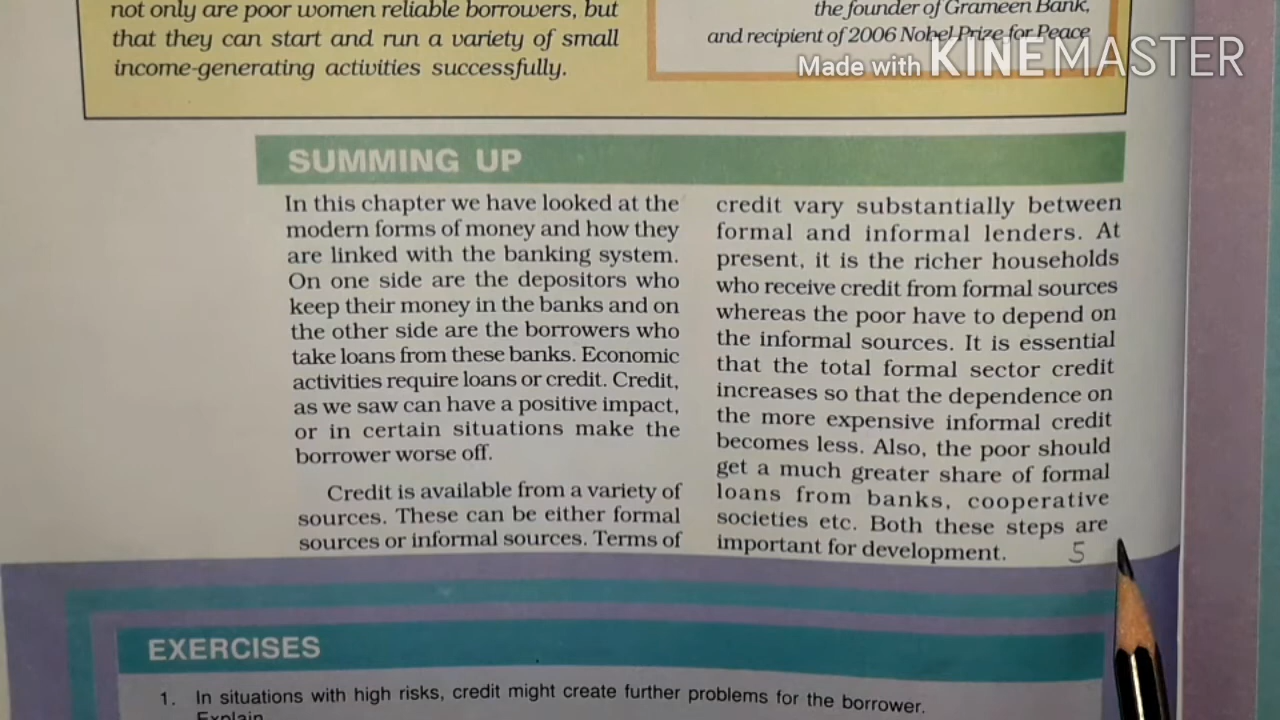 not only are poor women reliable borrowers, but
that they can start and run a variety of small
income-generating activities successfully.
the founder of Grameen Bank,
and recipient of 2006 Nobel Prize for Peace
Made with KINEMASTER
SUMMING UP
In this chapter we have looked at the
modern forms of money and how they
are linked with the banking system.
On one side are the depositors who
keep their money in the banks and on
the other side are the borrowers who
take loans from these banks. Economic
activities require loans or credit. Credit,
as we saw can have a positive impact,
or in certain situations make the
borrower worse off.
Credit is available from a variety of
sources. These can be either formal
sources or informal sources. Terms of
credit vary substantially between
formal and informal lenders. At
present, it is the richer households
who receive credit from formal sources
whereas the poor have to depend on
the informal sources. It is essential
that the total formal sector credit
increases so that the dependence on
the more expensive informal credit
becomes less. Also, the poor should
get a much greater share of formal
loans from banks, cooperative
societies etc. Both these steps are
important for development. 5
EXERCISES
1. In situations with high risks, credit might create further problems for the borrower.
Explain